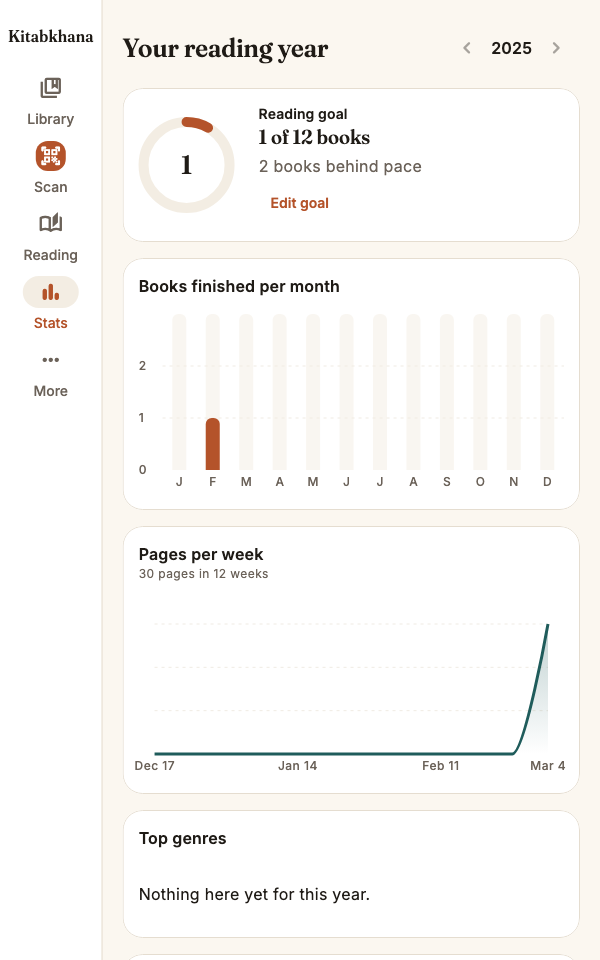 Kitabkhana
Library
Scan
Reading
Stats
More
Your reading year
2025
1
Reading goal
1 of 12 books
2 books behind pace
Edit goal
Books finished per month
2
1
0
J F M A M J J A S O N D
Pages per week
30 pages in 12 weeks
Dec 17 Jan 14 Feb 11 Mar 4
Top genres
Nothing here yet for this year.